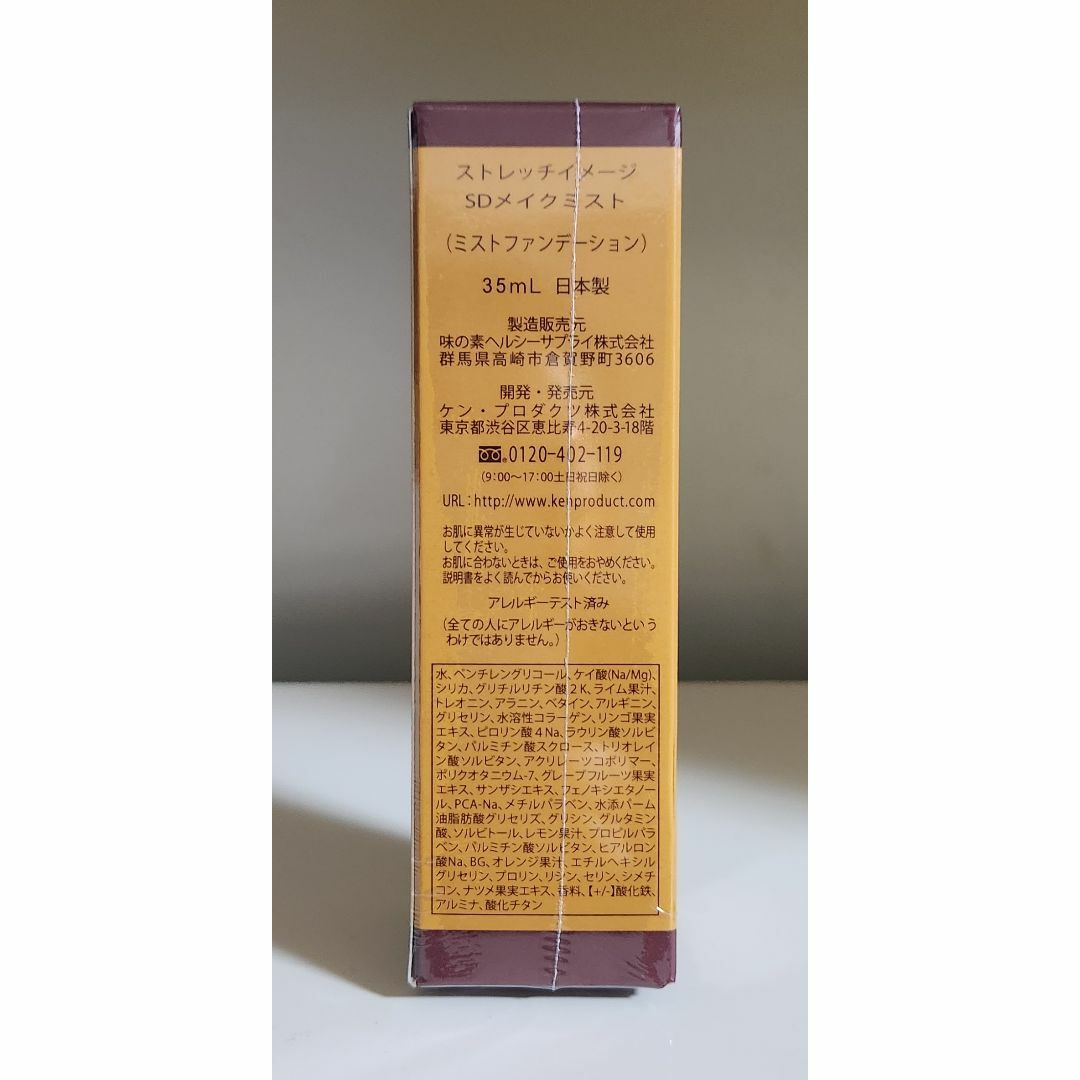 ストレッチイメージ
SDメイクミスト
(ミストファンデーション)
35mL 日本製
製造販売元
味の素ヘルシーサプライ株式会社
群馬県高崎市倉賀野町3606
開発・発売元
ケン・プロダクツ株式会社
東京都渋谷区恵比寿4-20-3-18階
0120-402-119
(9:00〜17:00土日祝日除く)
URL:http://www.kenproduct.com
お肌に異常が生じていないかよく注意して使用
してください。
お肌に合わないときは、ご使用をおやめください。
説明書をよく読んでからお使いください。
アレルギーテスト済み
(全ての人にアレルギーがおきないという
わけではありません。)
水、ペンチレングリコール、ケイ酸(Na/Mg)、
シリカ、グリチルリチン酸2K、ライム果汁、
トレオニン、アラニン、ベタイン、アルギニン、
グリセリン、水溶性コラーゲン、リンゴ果実
エキス、ピロリン酸4Na、ラウリン酸ソルビ
タン、パルミチン酸スクロース、トリオレイ
ン酸ソルビタン、アクリレーツコポリマー、
ポリクオタニウム-7、グレープフルーツ果実
エキス、サンザシエキス、フェノキシエタノー
ル、PCA-Na、メチルパラベン、水添パーム
油脂肪酸グリセリズ、グリシン、グルタミン
酸、ソルビトール、レモン果汁、プロピルパラ
ベン、パルミチン酸ソルビタン、ヒアルロン
酸Na、BG、オレンジ果汁、エチルヘキシル
グリセリン、プロリン、リシン、セリン、シメチ
コン、ナツメ果実エキス、香料、【+/-】酸化鉄、
アルミナ、酸化チタン